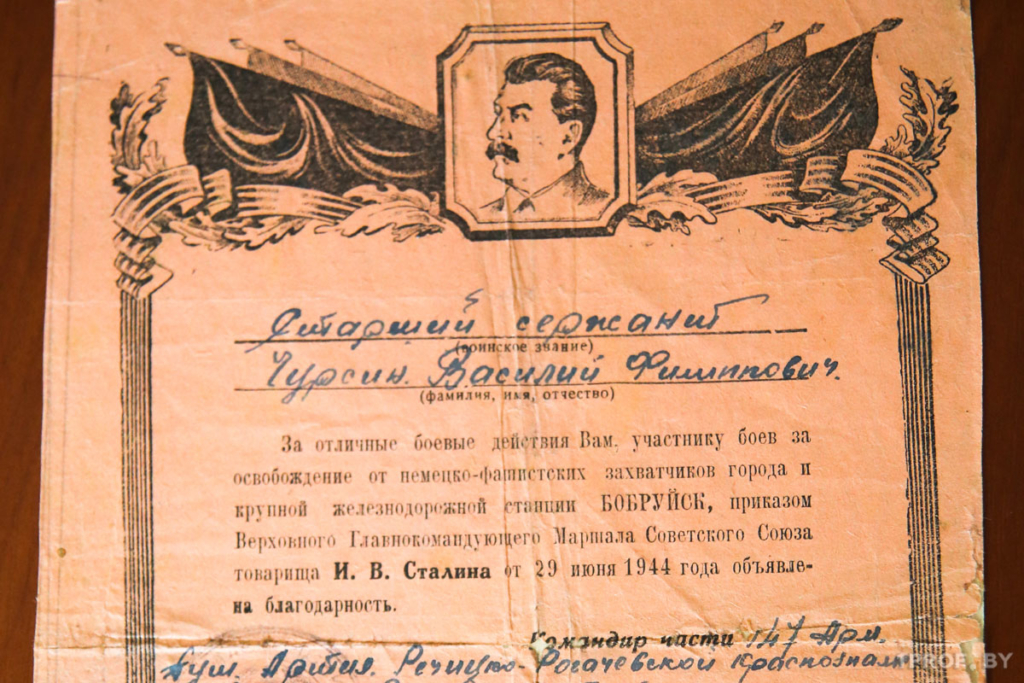 Старший сержант
(воинское звание)
Чурсин Василий Филиппович.
(фамилия, имя, отчество)
За отличные боевые действия Вам, участнику боев за
освобождение от немецко-фашистских захватчиков города и
крупной железнодорожной станции БОБРУЙСК, приказом
Верховного Главнокомандующего Маршала Советского Союза
товарища И. В. Сталина от 29 июня 1944 года объявле-
на благодарность.
Командир части 147 Арм.
Пуш. Артил. Речицко-Рогачевской Краснознам
PROF.BY